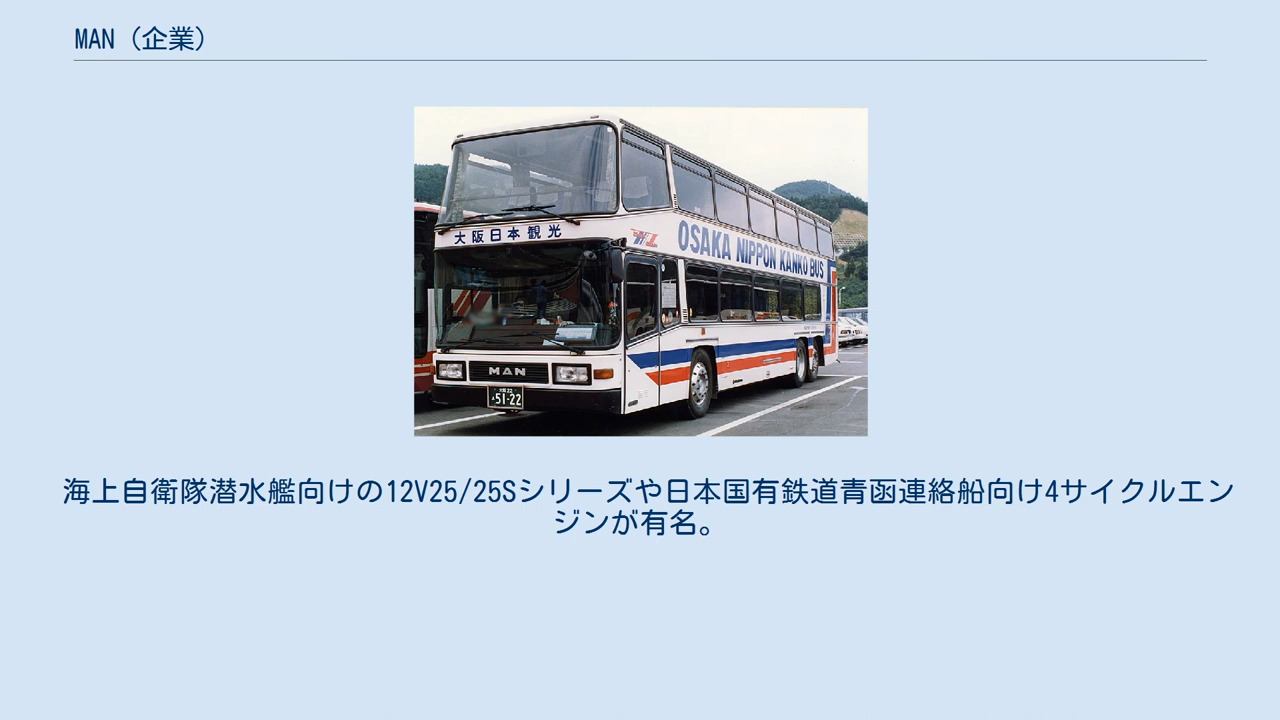 MAN（企業）
大阪日本観光
OSAKA NIPPON KANKO BUS
MAN
51-22
海上自衛隊潜水艦向けの12V25/25Sシリーズや日本国有鉄道青函連絡船向け4サイクルエン
ジンが有名。